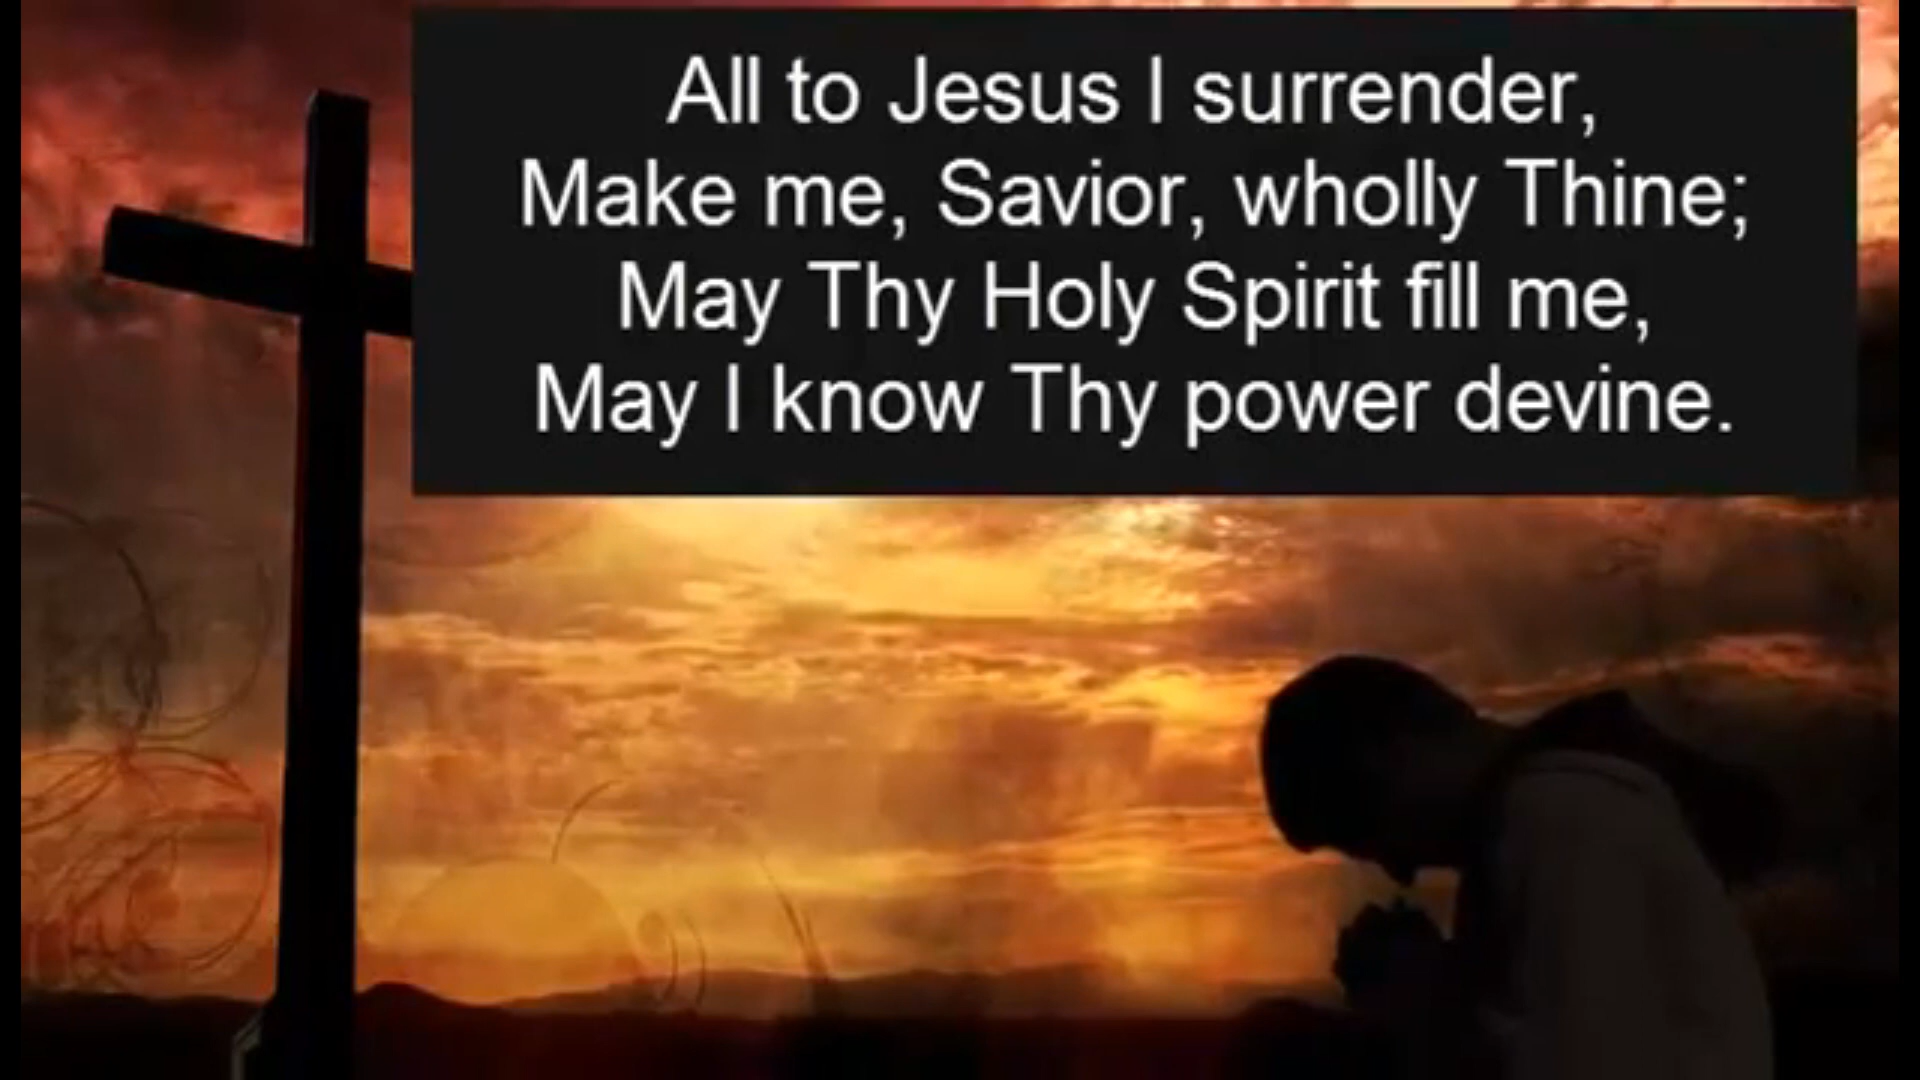 All to Jesus I surrender,
Make me, Savior, wholly Thine;
May Thy Holy Spirit fill me,
May I know Thy power devine.